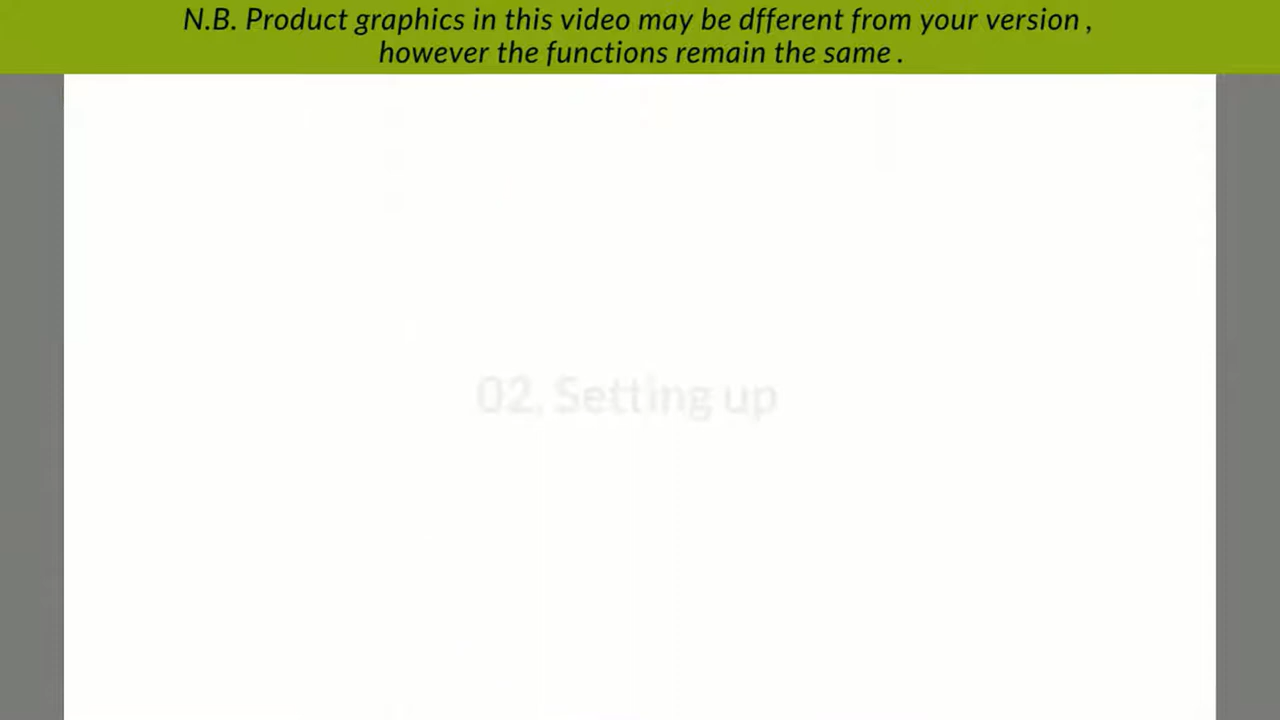 N.B. Product graphics in this video may be dfferent from your version ,
however the functions remain the same .
02. Setting up